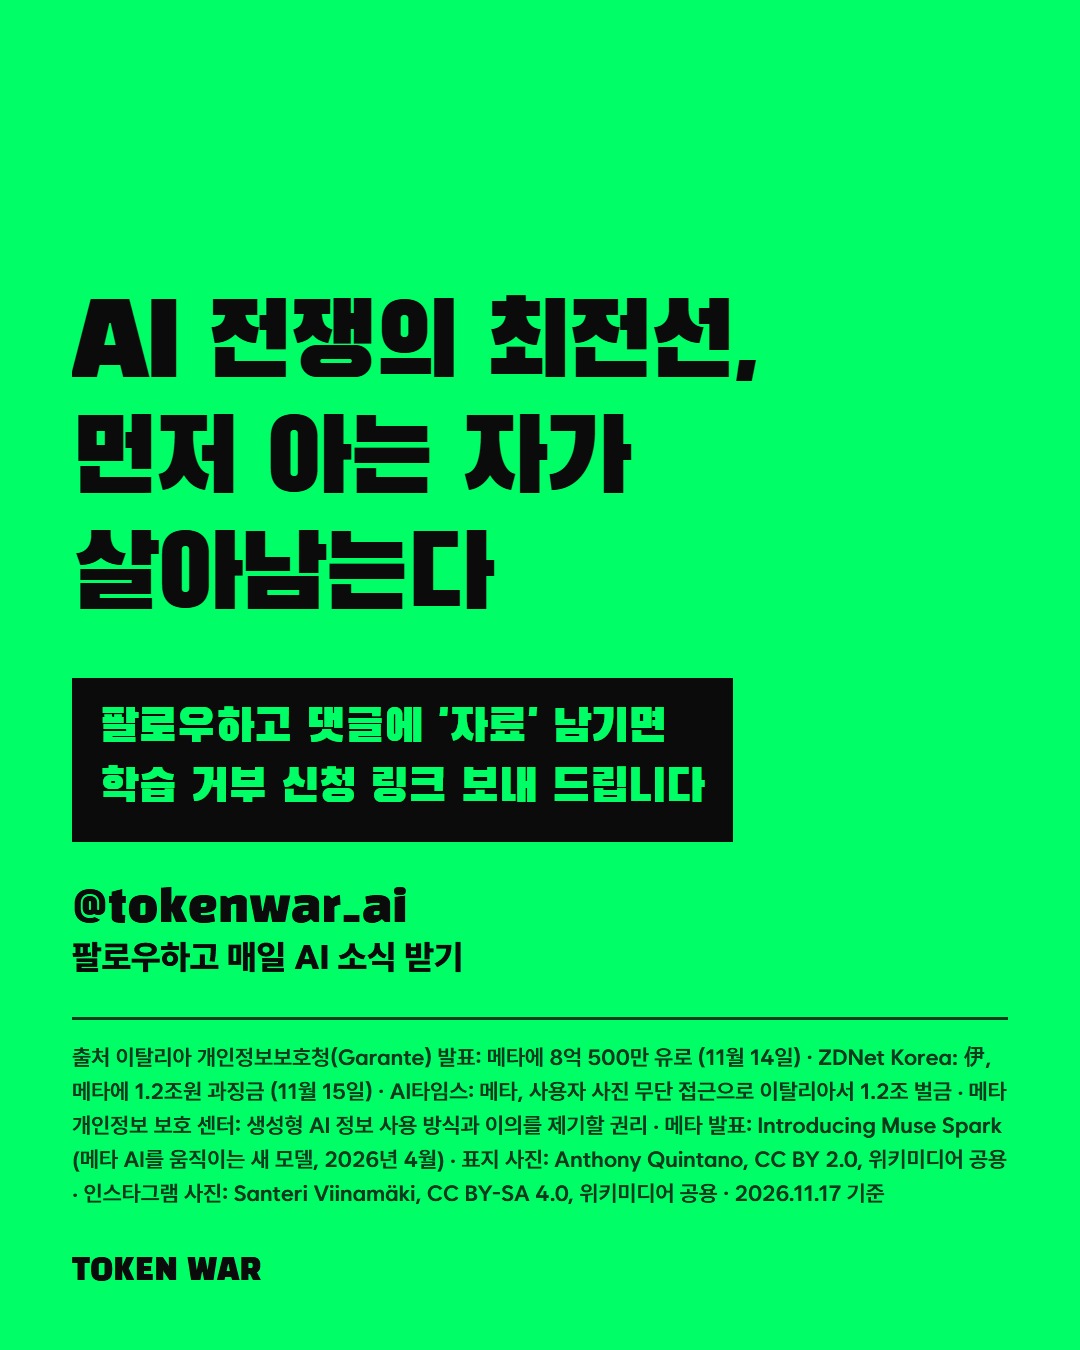 AI 전쟁의 최전선,
먼저 아는 자가
살아남는다
팔로우하고 댓글에 ‘자료’ 남기면
학습 거부 신청 링크 보내 드립니다
@tokenwar_ai
팔로우하고 매일 AI 소식 받기
출처 이탈리아 개인정보보호청(Garante) 발표: 메타에 8억 500만 유로 (11월 14일) · ZDNet Korea: 伊,
메타에 1.2조원 과징금 (11월 15일) · AI타임스: 메타, 사용자 사진 무단 접근으로 이탈리아서 1.2조 벌금 · 메타
개인정보 보호 센터: 생성형 AI 정보 사용 방식과 이의를 제기할 권리 · 메타 발표: Introducing Muse Spark
(메타 AI를 움직이는 새 모델, 2026년 4월) · 표지 사진: Anthony Quintano, CC BY 2.0, 위키미디어 공용
· 인스타그램 사진: Santeri Viinamäki, CC BY-SA 4.0, 위키미디어 공용 · 2026.11.17 기준
TOKEN WAR